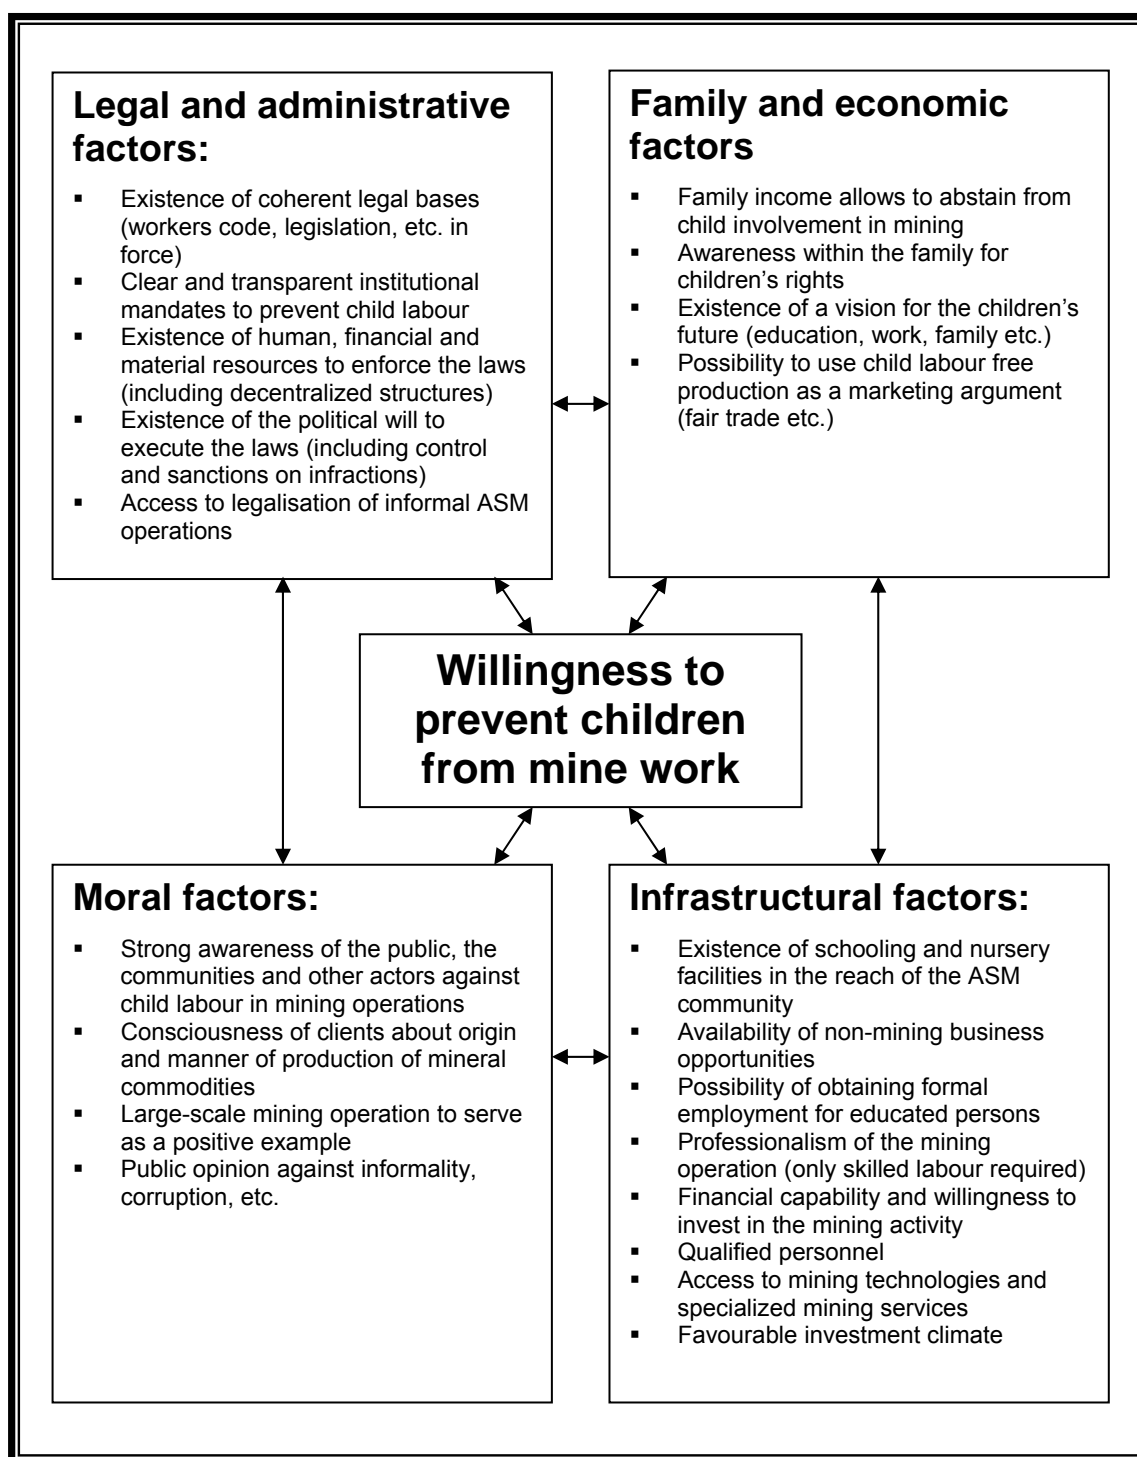 Legal and administrative
factors:
▪ Existence of coherent legal bases
(workers code, legislation, etc. in
force)
▪ Clear and transparent institutional
mandates to prevent child labour
▪ Existence of human, financial and
material resources to enforce the laws
(including decentralized structures)
▪ Existence of the political will to
execute the laws (including control
and sanctions on infractions)
▪ Access to legalisation of informal ASM
operations
Family and economic
factors
▪ Family income allows to abstain from
child involvement in mining
▪ Awareness within the family for
children’s rights
▪ Existence of a vision for the children’s
future (education, work, family etc.)
▪ Possibility to use child labour free
production as a marketing argument
(fair trade etc.)
Willingness to
prevent children
from mine work
Moral factors:
▪ Strong awareness of the public, the
communities and other actors against
child labour in mining operations
▪ Consciousness of clients about origin
and manner of production of mineral
commodities
▪ Large-scale mining operation to serve
as a positive example
▪ Public opinion against informality,
corruption, etc.
Infrastructural factors:
▪ Existence of schooling and nursery
facilities in the reach of the ASM
community
▪ Availability of non-mining business
opportunities
▪ Possibility of obtaining formal
employment for educated persons
▪ Professionalism of the mining
operation (only skilled labour required)
▪ Financial capability and willingness to
invest in the mining activity
▪ Qualified personnel
▪ Access to mining technologies and
specialized mining services
▪ Favourable investment climate